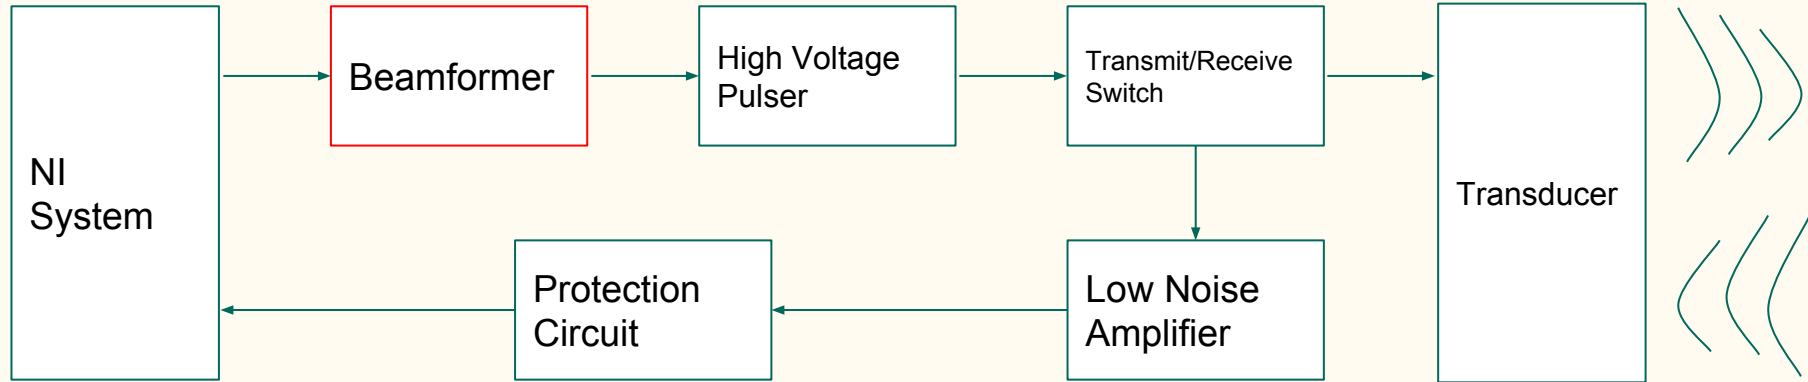 NI
System
Beamformer
High Voltage
Pulser
Transmit/Receive
Switch
Transducer
Protection
Circuit
Low Noise
Amplifier